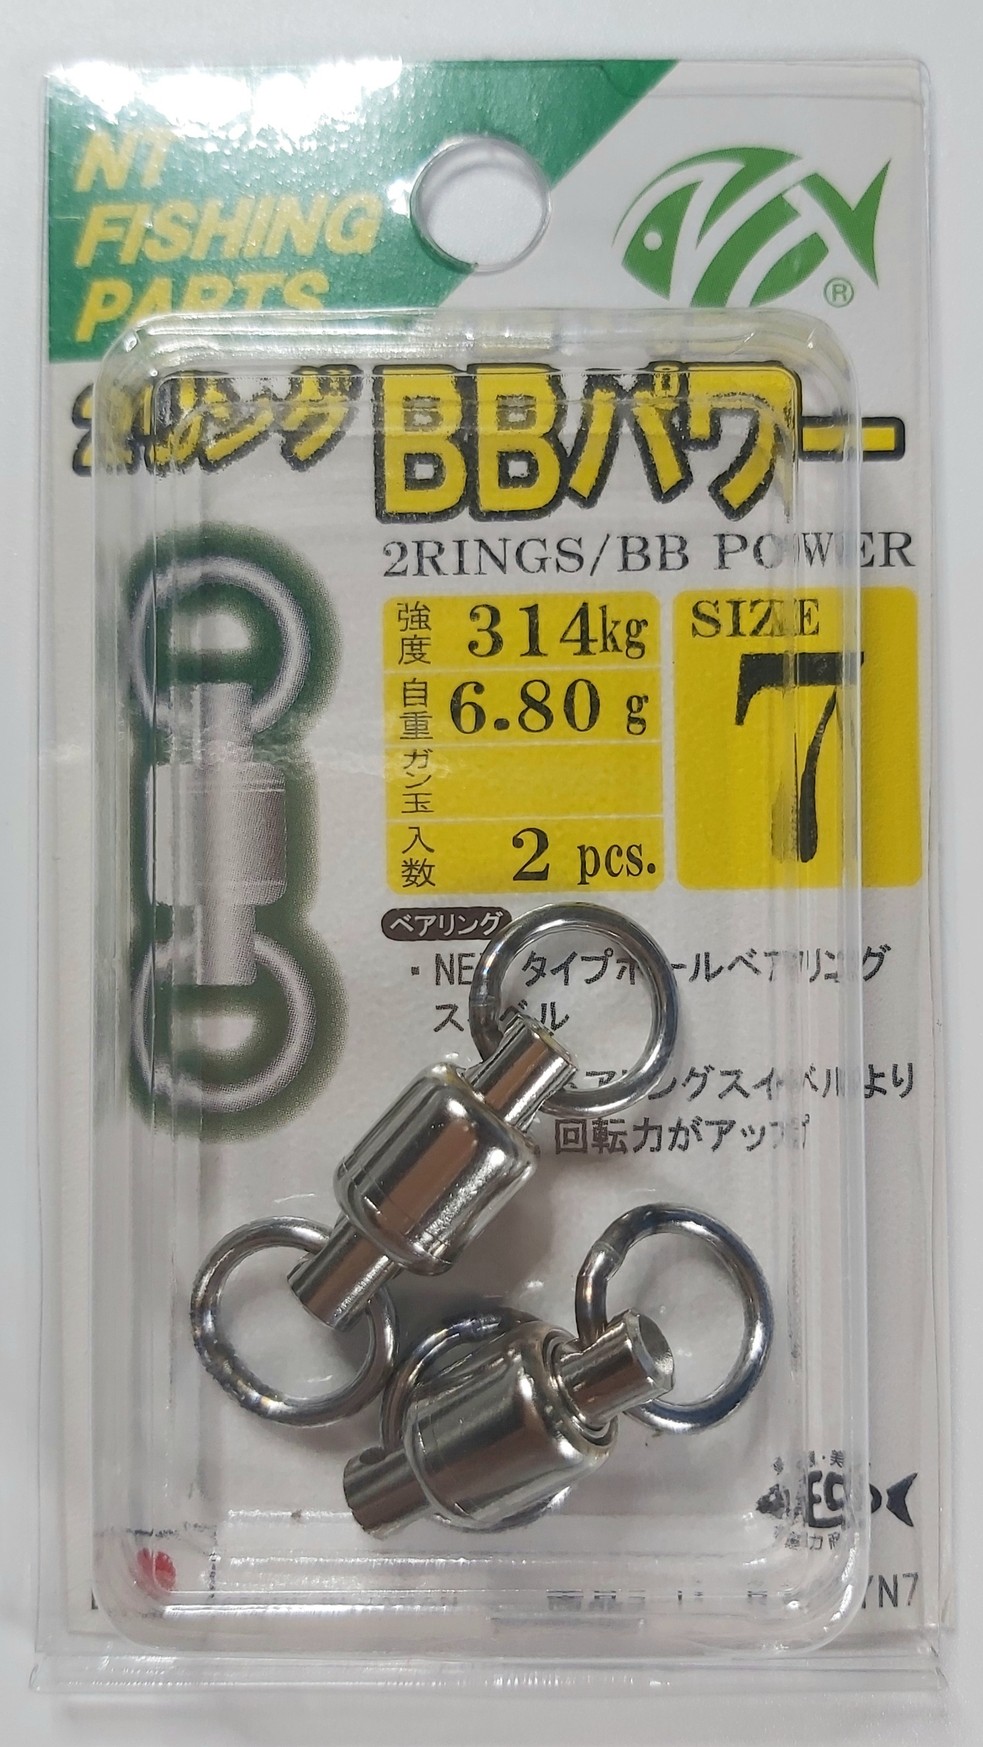 NT
FISHING
PARTS
®
2リング BBパワー
2RINGS/BB POWER
強度 314kg
自重 6.80 g
ガン玉
入数 2 pcs.
SIZE
7
ベアリング
・NE タイプボールベアリング
スイベル
ベアリングスイベルより
回転力がアップ
YN7